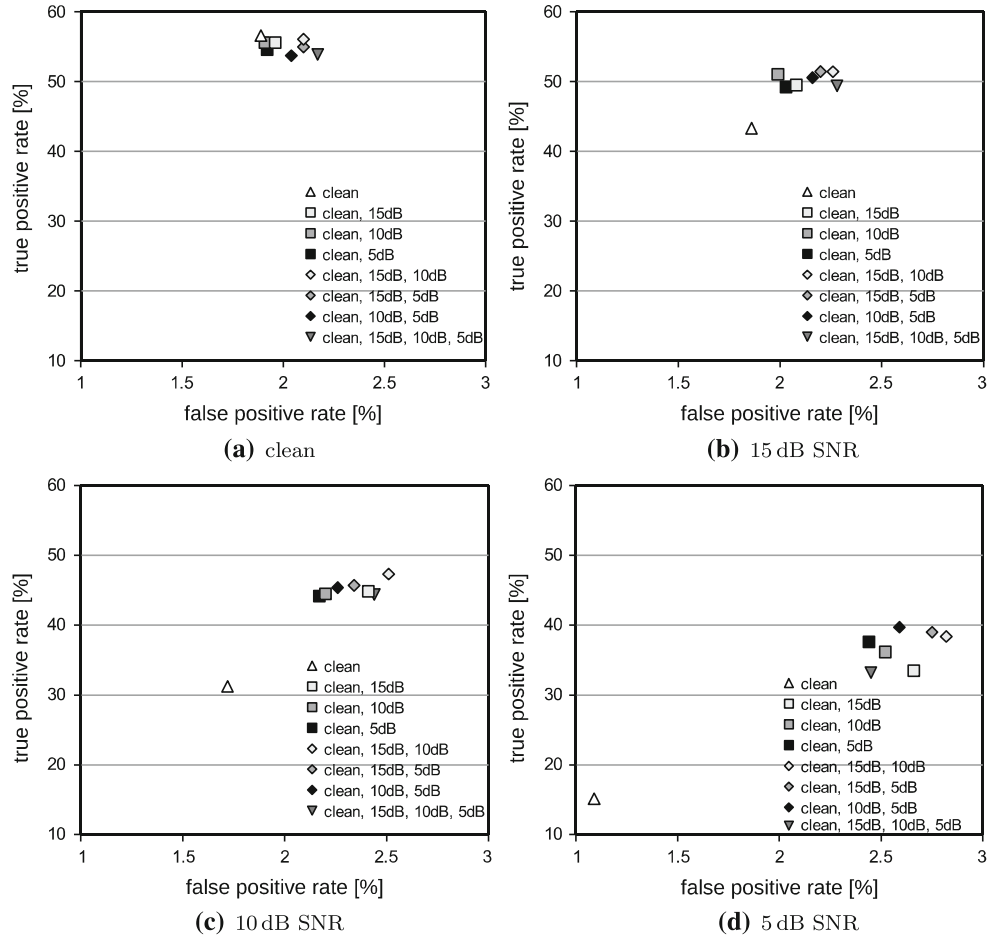 60
50
40
30
20
10
true positive rate [%]
clean
clean, 15dB
clean, 10dB
clean, 5dB
clean, 15dB, 10dB
clean, 15dB, 5dB
clean, 10dB, 5dB
clean, 15dB, 10dB, 5dB
1 1.5 2 2.5 3
false positive rate [%]
(a) clean
60
50
40
30
20
10
true positive rate [%]
clean
clean, 15dB
clean, 10dB
clean, 5dB
clean, 15dB, 10dB
clean, 15dB, 5dB
clean, 10dB, 5dB
clean, 15dB, 10dB, 5dB
1 1.5 2 2.5 3
false positive rate [%]
(b) 15 dB SNR
60
50
40
30
20
10
true positive rate [%]
clean
clean, 15dB
clean, 10dB
clean, 5dB
clean, 15dB, 10dB
clean, 15dB, 5dB
clean, 10dB, 5dB
clean, 15dB, 10dB, 5dB
1 1.5 2 2.5 3
false positive rate [%]
(c) 10 dB SNR
60
50
40
30
20
10
true positive rate [%]
clean
clean, 15dB
clean, 10dB
clean, 5dB
clean, 15dB, 10dB
clean, 15dB, 5dB
clean, 10dB, 5dB
clean, 15dB, 10dB, 5dB
1 1.5 2 2.5 3
false positive rate [%]
(d) 5 dB SNR